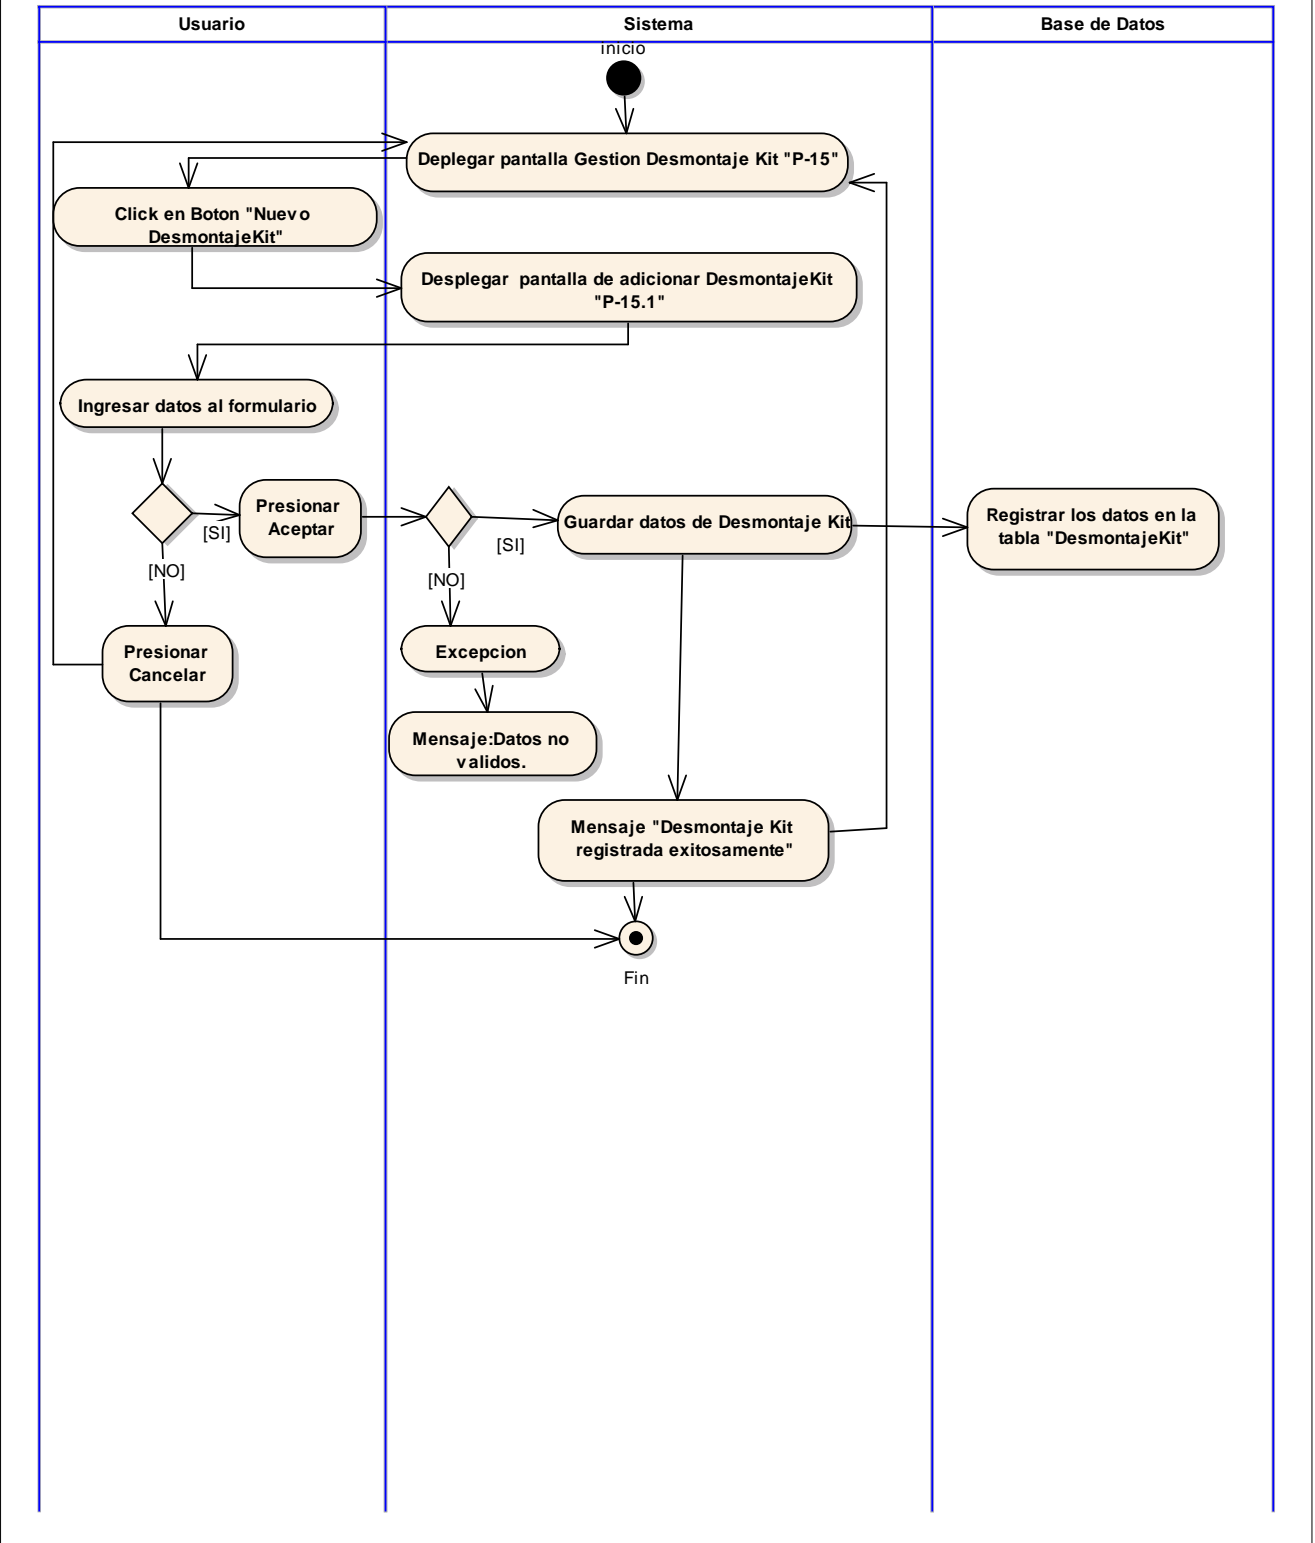 Usuario
Sistema
Base de Datos
Inicio
Deplegar pantalla Gestion Desmontaje Kit "P-15"
Click en Boton "Nuevo
DesmontajeKit"
Desplegar pantalla de adicionar DesmontajeKit
"P-15.1"
Ingresar datos al formulario
Presionar
Aceptar
[SI]
[NO]
Guardar datos de Desmontaje Kit
[SI]
[NO]
Registrar los datos en la
tabla "DesmontajeKit"
Presionar
Cancelar
Excepcion
Mensaje:Datos no
validos.
Mensaje "Desmontaje Kit
registrada exitosamente"
Fin